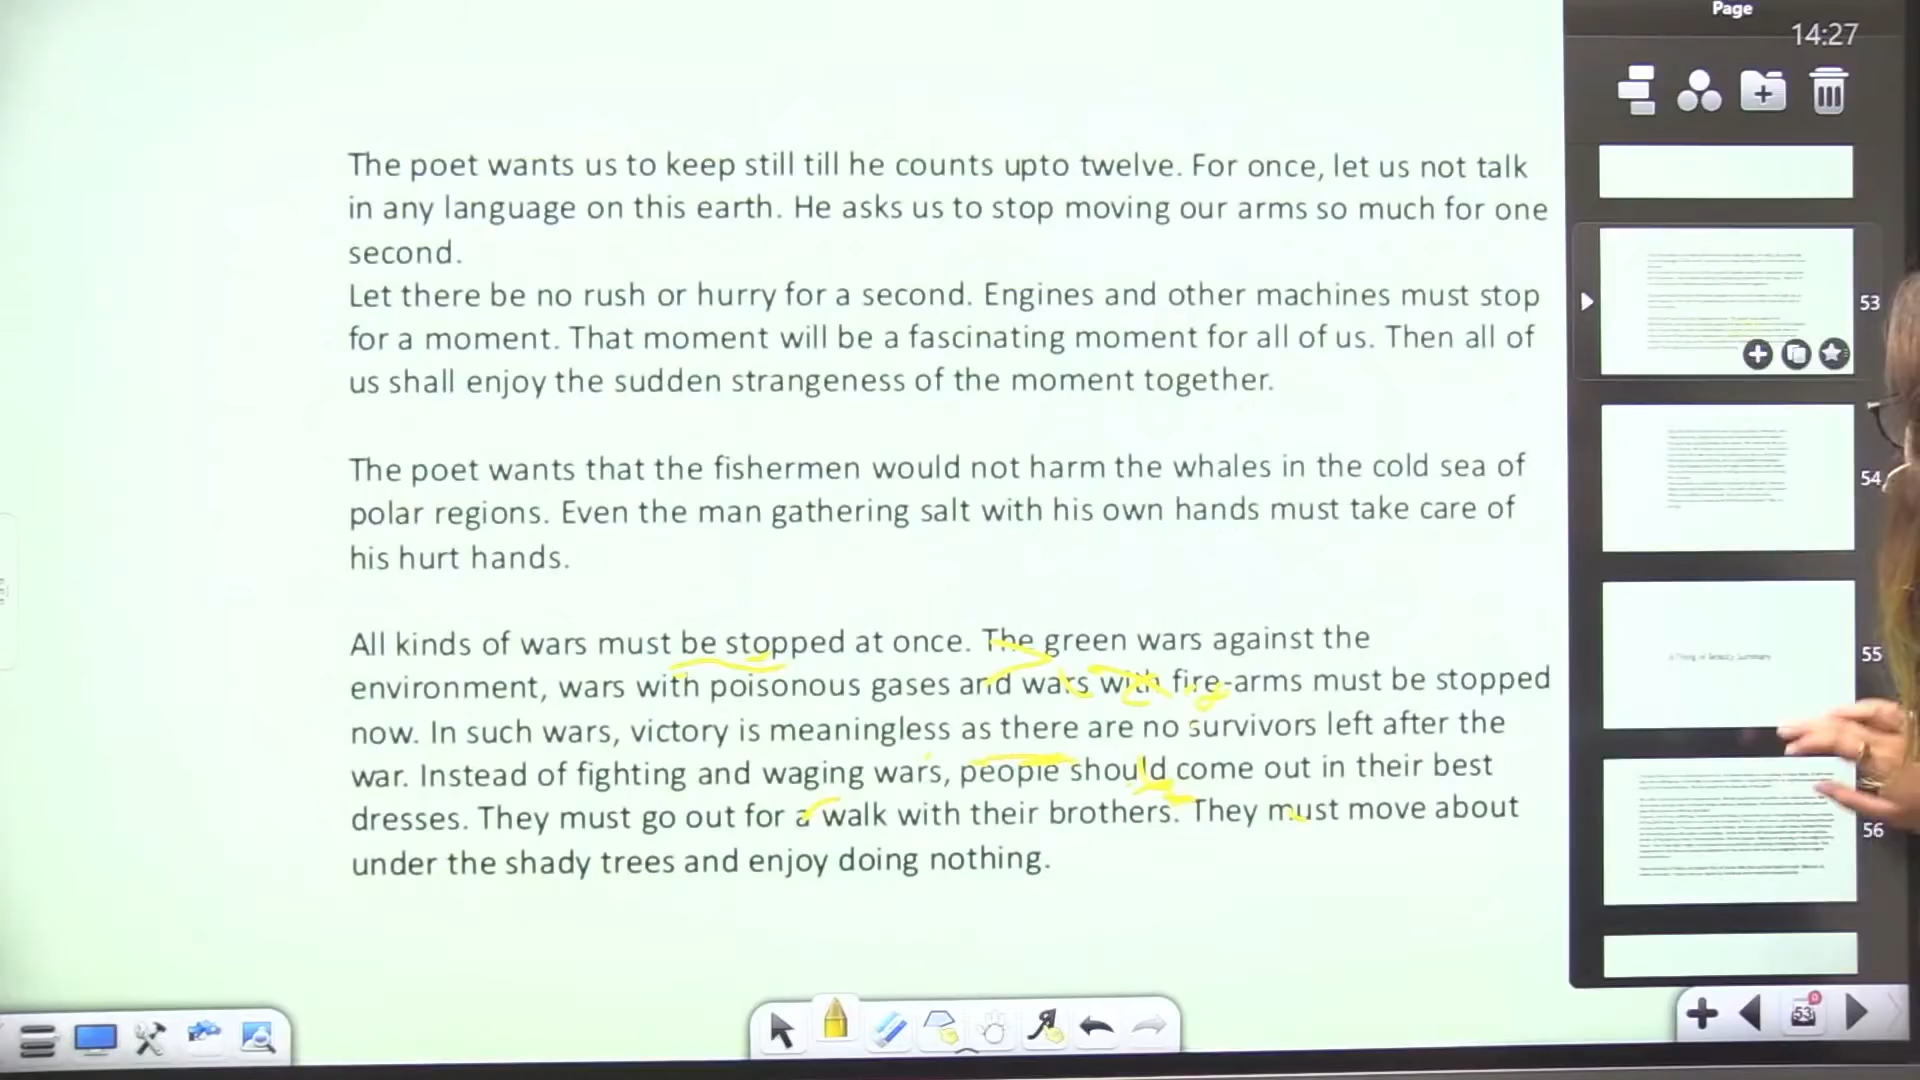 Page
14:27
The poet wants us to keep still till he counts upto twelve. For once, let us not talk
in any language on this earth. He asks us to stop moving our arms so much for one
second.
Let there be no rush or hurry for a second. Engines and other machines must stop
for a moment. That moment will be a fascinating moment for all of us. Then all of
us shall enjoy the sudden strangeness of the moment together.
The poet wants that the fishermen would not harm the whales in the cold sea of
polar regions. Even the man gathering salt with his own hands must take care of
his hurt hands.
All kinds of wars must be stopped at once. The green wars against the
environment, wars with poisonous gases and wars with fire-arms must be stopped
now. In such wars, victory is meaningless as there are no survivors left after the
war. Instead of fighting and waging wars, people should come out in their best
dresses. They must go out for a walk with their brothers. They must move about
under the shady trees and enjoy doing nothing.
53
54
A Thing of Beauty Summary
55
56
53
0